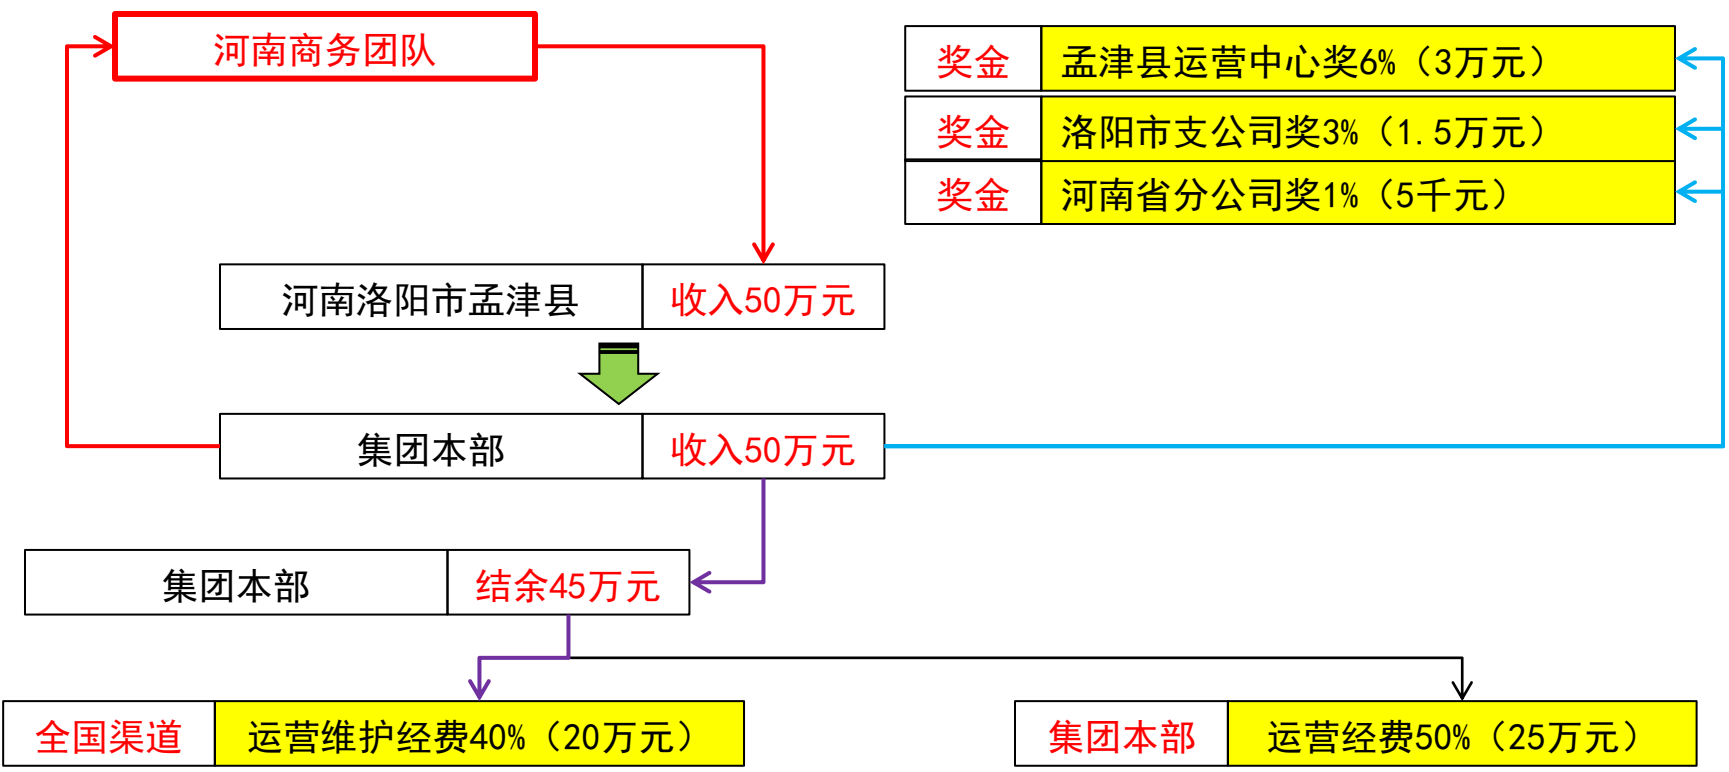 河南商务团队
奖金 孟津县运营中心奖6%（3万元）
奖金 洛阳市支公司奖3%（1.5万元）
奖金 河南省分公司奖1%（5千元）
河南洛阳市孟津县 收入50万元
集团本部 收入50万元
集团本部 结余45万元
全国渠道 运营维护经费40%（20万元）
集团本部 运营经费50%（25万元）